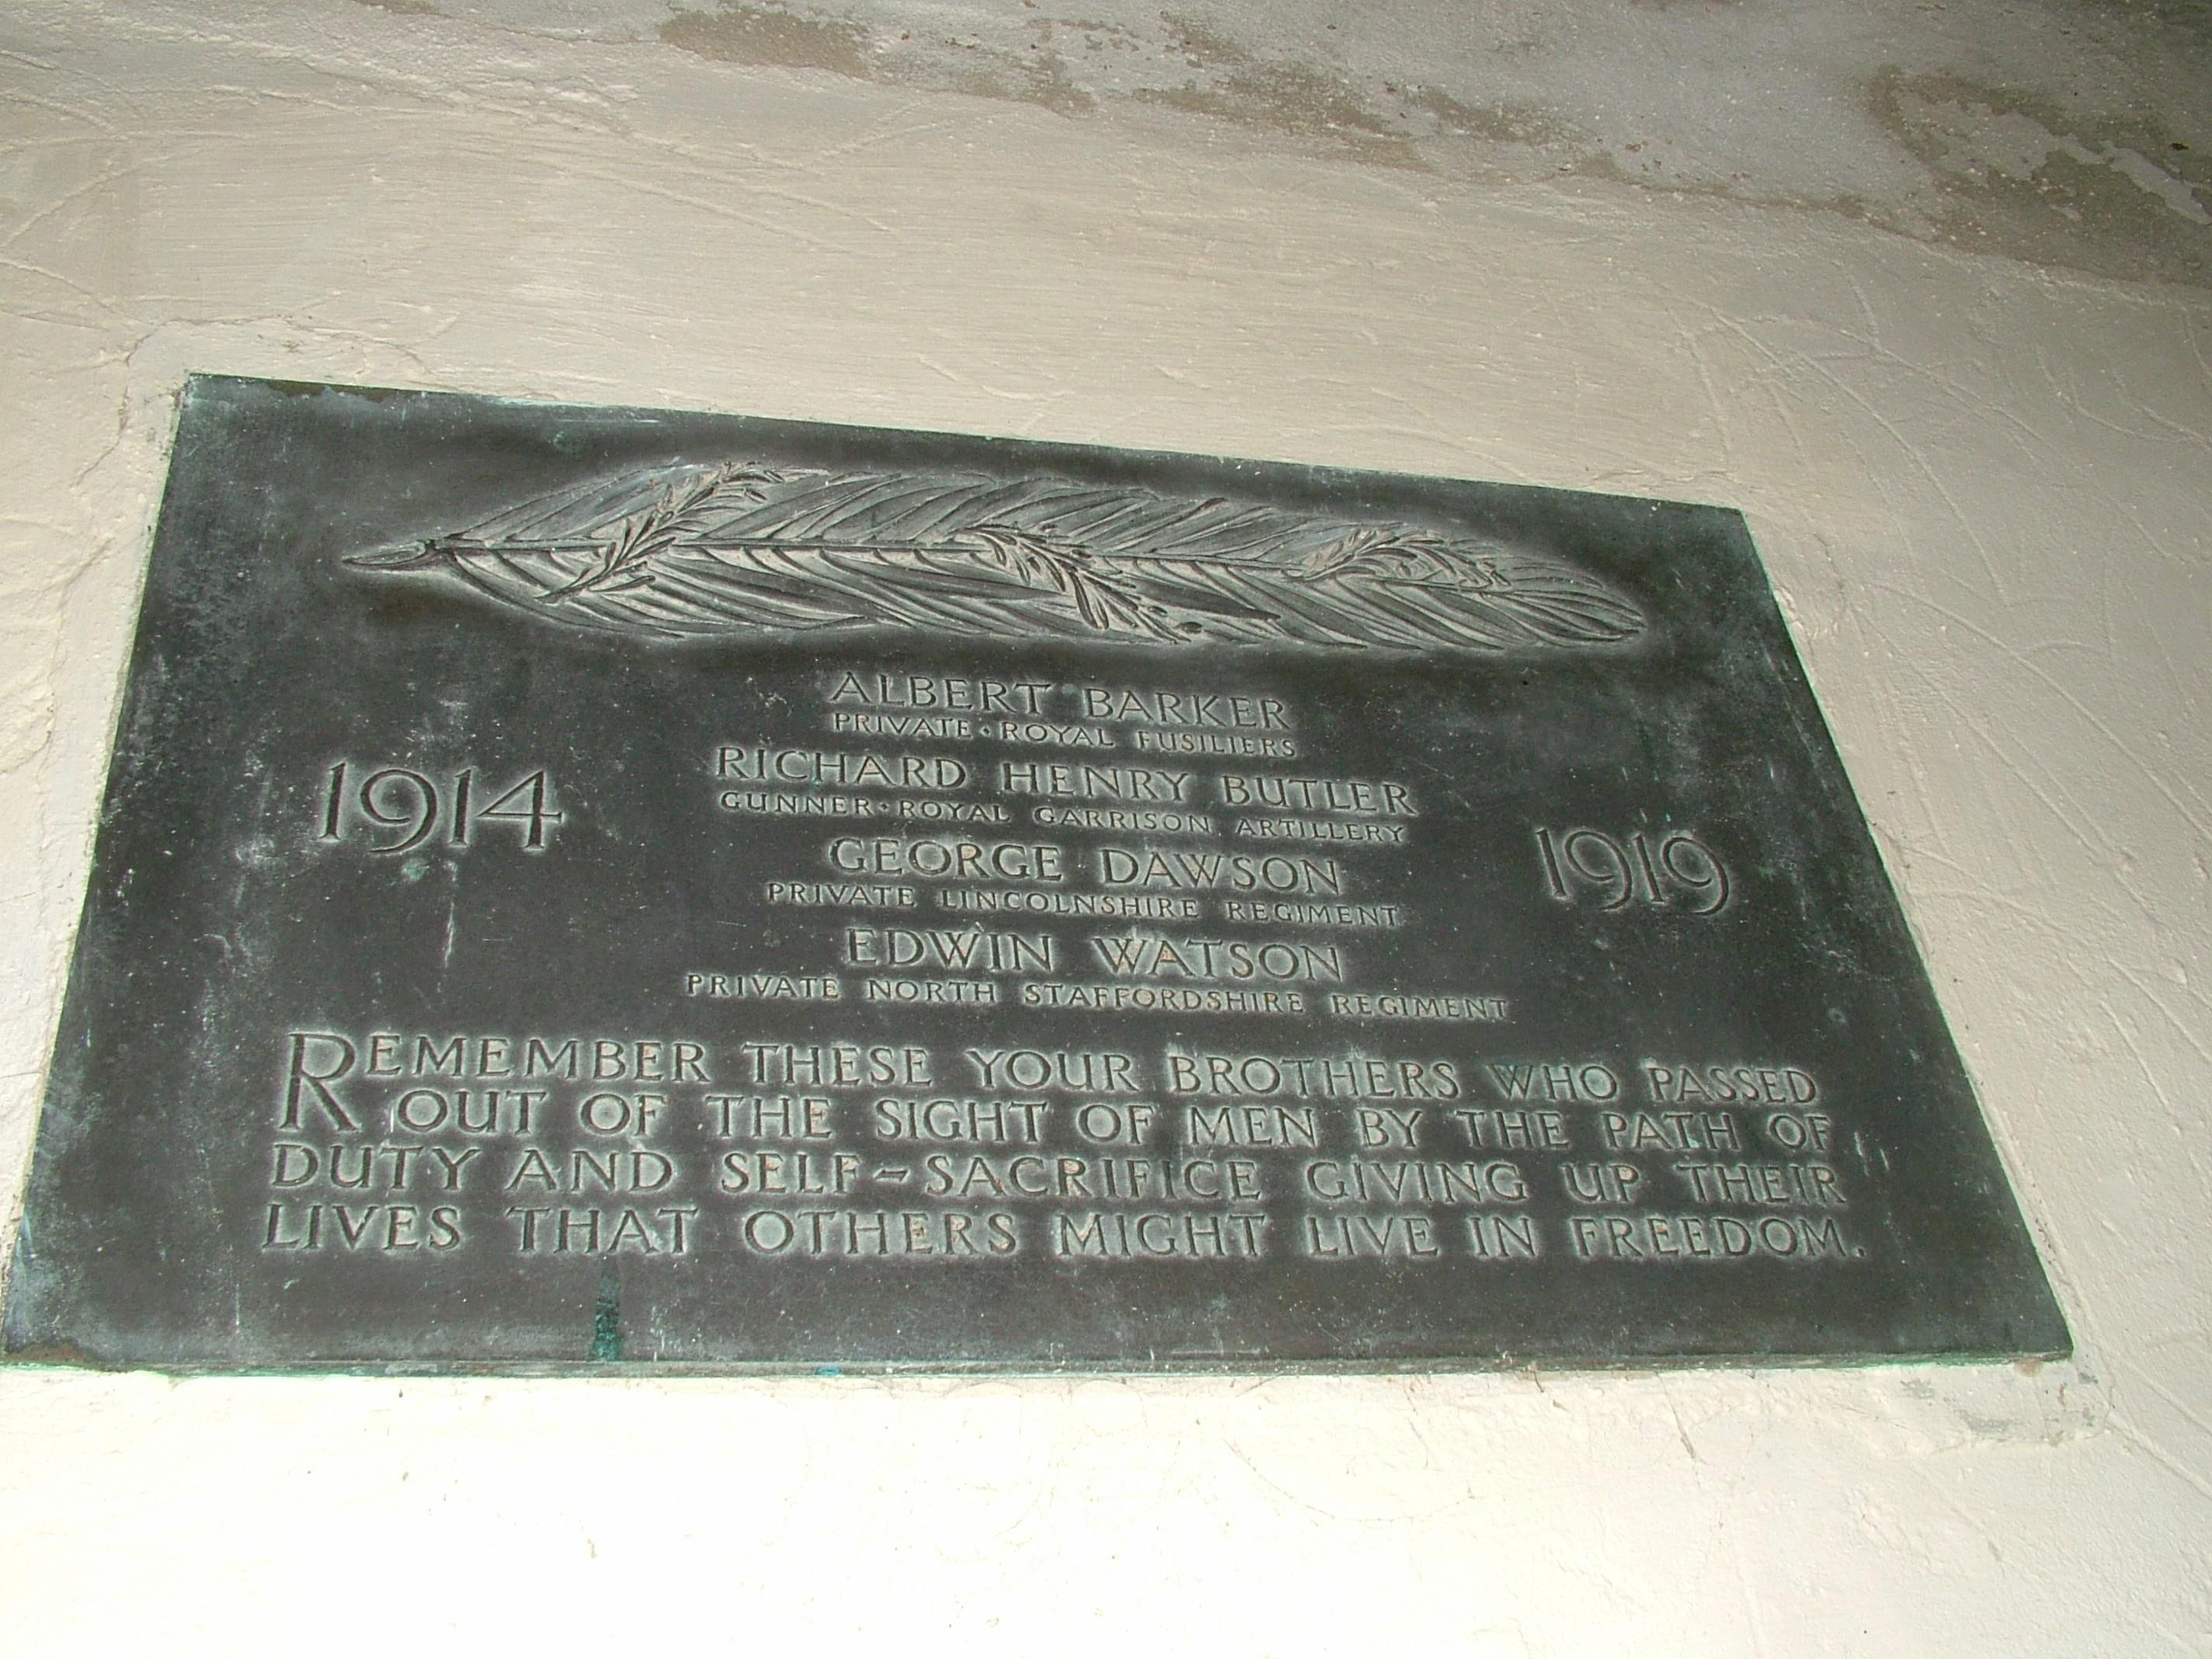 ALBERT BARKER
PRIVATE · ROYAL FUSILIERS
RICHARD HENRY BUTLER
GUNNER · ROYAL GARRISON ARTILLERY
GEORGE DAWSON
PRIVATE LINCOLNSHIRE REGIMENT
EDWIN WATSON
PRIVATE NORTH STAFFORDSHIRE REGIMENT
1914
1919
REMEMBER THESE YOUR BROTHERS WHO PASSED
OUT OF THE SIGHT OF MEN BY THE PATH OF
DUTY AND SELF-SACRIFICE GIVING UP THEIR
LIVES THAT OTHERS MIGHT LIVE IN FREEDOM.